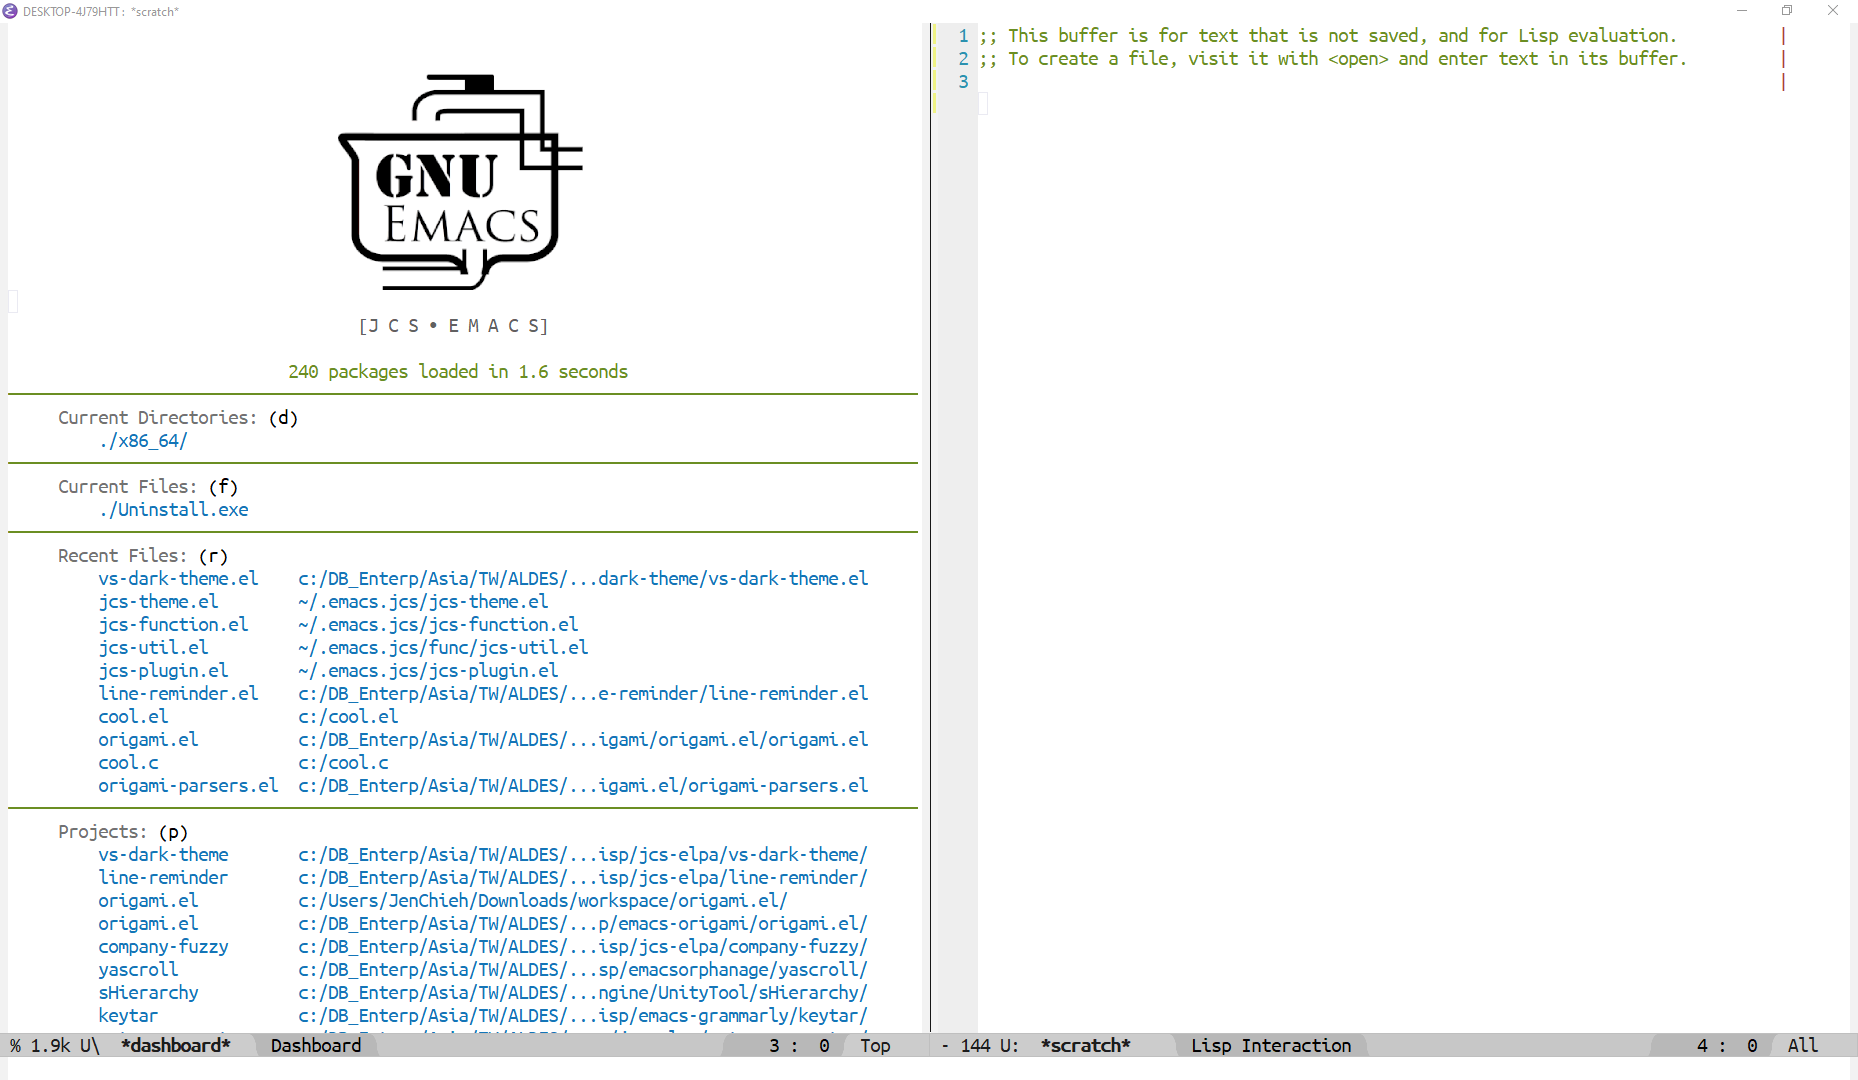 DESKTOP-4J79HTT: *scratch*
GNU
EMACS
[J C S • E M A C S]
240 packages loaded in 1.6 seconds
Current Directories: (d)
./x86_64/
Current Files: (f)
./Uninstall.exe
Recent Files: (r)
vs-dark-theme.el c:/DB_Enterp/Asia/TW/ALDES/...dark-theme/vs-dark-theme.el
jcs-theme.el ~/.emacs.jcs/jcs-theme.el
jcs-function.el ~/.emacs.jcs/jcs-function.el
jcs-util.el ~/.emacs.jcs/func/jcs-util.el
jcs-plugin.el ~/.emacs.jcs/jcs-plugin.el
line-reminder.el c:/DB_Enterp/Asia/TW/ALDES/...e-reminder/line-reminder.el
cool.el c:/cool.el
origami.el c:/DB_Enterp/Asia/TW/ALDES/...igami/origami.el/origami.el
cool.c c:/cool.c
origami-parsers.el c:/DB_Enterp/Asia/TW/ALDES/...igami.el/origami-parsers.el
Projects: (p)
vs-dark-theme c:/DB_Enterp/Asia/TW/ALDES/...isp/jcs-elpa/vs-dark-theme/
line-reminder c:/DB_Enterp/Asia/TW/ALDES/...isp/jcs-elpa/line-reminder/
origami.el c:/Users/JenChieh/Downloads/workspace/origami.el/
origami.el c:/DB_Enterp/Asia/TW/ALDES/...p/emacs-origami/origami.el/
company-fuzzy c:/DB_Enterp/Asia/TW/ALDES/...isp/jcs-elpa/company-fuzzy/
yascroll c:/DB_Enterp/Asia/TW/ALDES/...sp/emacsorphanage/yascroll/
sHierarchy c:/DB_Enterp/Asia/TW/ALDES/...ngine/UnityTool/sHierarchy/
keytar c:/DB_Enterp/Asia/TW/ALDES/...isp/emacs-grammarly/keytar/
% 1.9k U\ *dashboard* Dashboard 3 : 0 Top
1 ;; This buffer is for text that is not saved, and for Lisp evaluation.
2 ;; To create a file, visit it with <open> and enter text in its buffer.
3
- 144 U: *scratch* Lisp Interaction 4 : 0 All